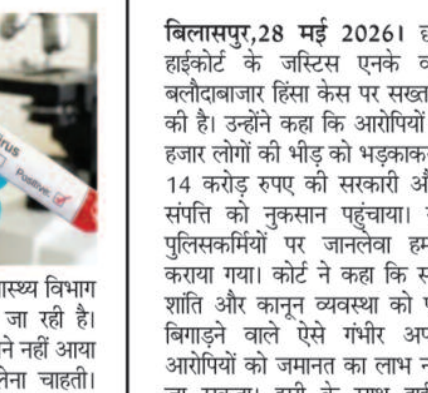 rus
Positive
ास्थ्य विभाग
जा रही है।
ने नहीं आया
लेना चाहती।
बिलासपुर,28 मई 2026।
हाईकोर्ट के जस्टिस एनके
बलौदाबाजार हिंसा केस पर सख्त
की है। उन्होंने कहा कि आरोपियों
हजार लोगों की भीड़ को भड़काक
14 करोड़ रुपए की सरकारी औ
संपत्ति को नुकसान पहुंचाया।
पुलिसकर्मियों पर जानलेवा हम
कराया गया। कोर्ट ने कहा कि स
शांति और कानून व्यवस्था को
बिगाड़ने वाले ऐसे गंभीर अप
आरोपियों को जमानत का लाभ न